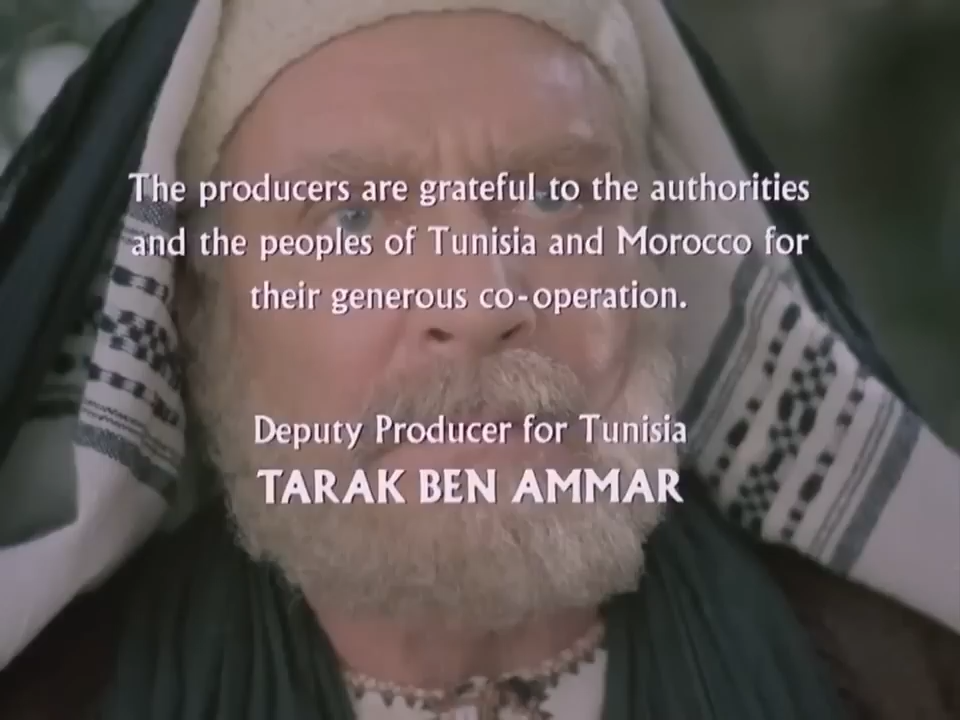 The producers are grateful to the authorities
and the peoples of Tunisia and Morocco for
their generous co-operation.
Deputy Producer for Tunisia
TARAK BEN AMMAR